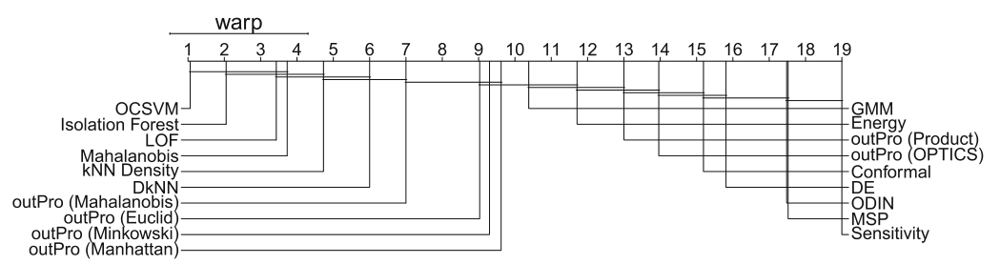 warp
1 2 3 4 5 6 7 8 9 10 11 12 13 14 15 16 17 18 19
OCSVM GMM
Isolation Forest Energy
LOF outPro (Product)
Mahalanobis outPro (OPTICS)
kNN Density Conformal
DkNN DE
outPro (Mahalanobis) ODIN
outPro (Euclid) MSP
outPro (Minkowski) Sensitivity
outPro (Manhattan)